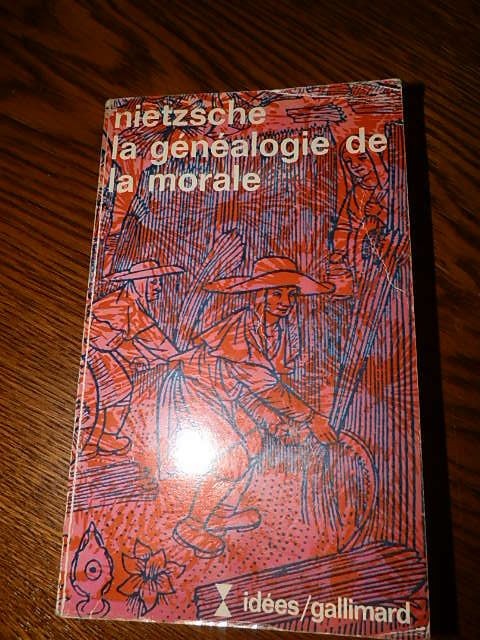 nietzsche
la généalogie de
la morale
idées/gallimard